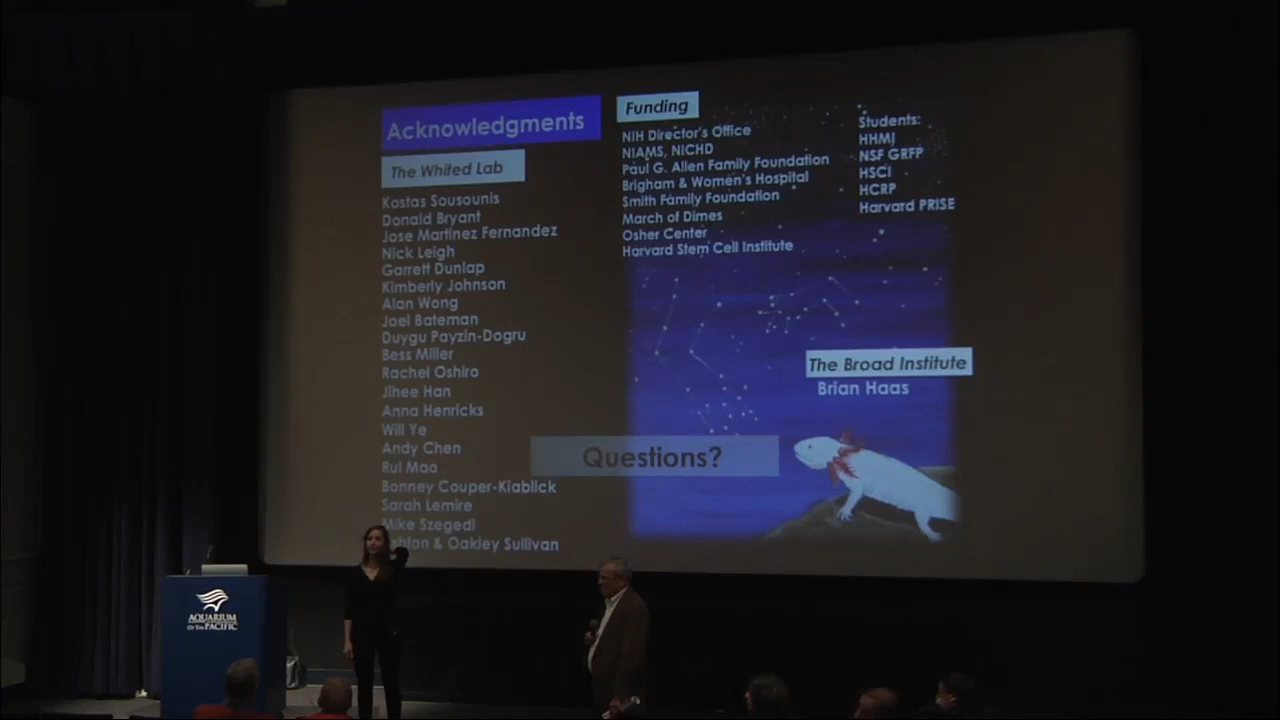 Acknowledgments
The Whited Lab
Kostas Sousounis
Donald Bryant
Jose Martinez Fernandez
Nick Leigh
Garrett Dunlap
Kimberly Johnson
Alan Wong
Joel Bateman
Duygu Payzin-Dogru
Bess Miller
Rachel Oshiro
Jihee Han
Anna Henricks
Will Ye
Andy Chen
Rui Mao
Bonney Couper-Kiablick
Sarah Lemire
Mike Szegedi
& Oakley Sullivan
Funding
NIH Director's Office
NIAMS, NICHD
Paul G. Allen Family Foundation
Brigham & Women's Hospital
Smith Family Foundation
March of Dimes
Osher Center
Harvard Stem Cell Institute
Students:
HHMI
NSF GRFP
HSCI
HCRP
Harvard PRISE
The Broad Institute
Brian Haas
Questions?
AQUARIUM
OF THE PACIFIC